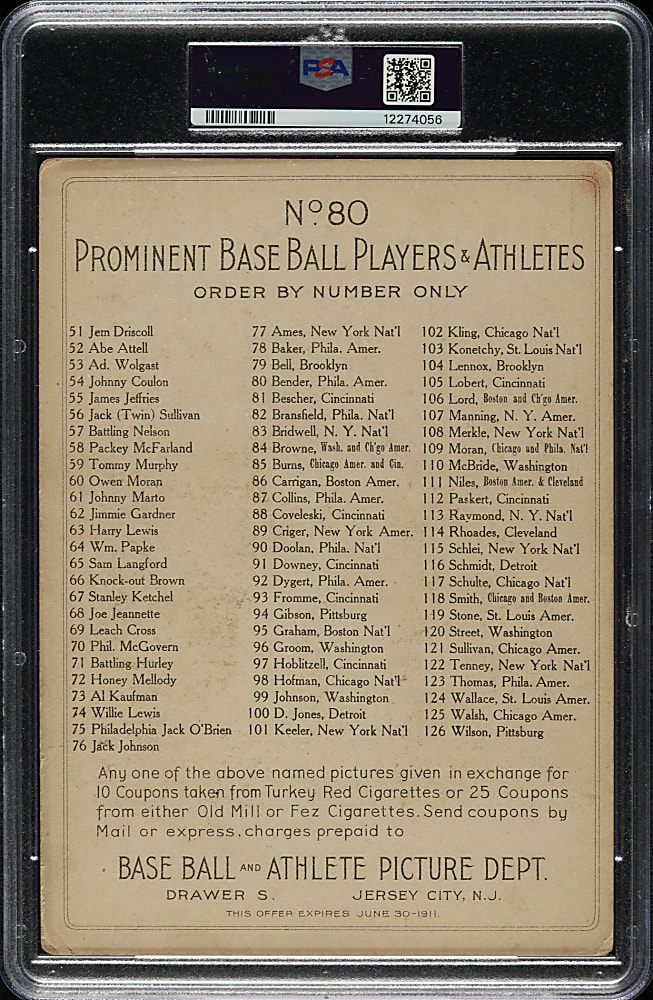 PSA
12274056
Nº 80
PROMINENT BASE BALL PLAYERS & ATHLETES
ORDER BY NUMBER ONLY
51 Jem Driscoll
52 Abe Attell
53 Ad. Wolgast
54 Johnny Coulon
55 James Jeffries
56 Jack (Twin) Sullivan
57 Battling Nelson
58 Packey McFarland
59 Tommy Murphy
60 Owen Moran
61 Johnny Marto
62 Jimmie Gardner
63 Harry Lewis
64 Wm. Papke
65 Sam Langford
66 Knock-out Brown
67 Stanley Ketchel
68 Joe Jeannette
69 Leach Cross
70 Phil. McGovern
71 Battling Hurley
72 Honey Mellody
73 Al Kaufman
74 Willie Lewis
75 Philadelphia Jack O'Brien
76 Jack Johnson
77 Ames, New York Nat'l
78 Baker, Phila. Amer.
79 Bell, Brooklyn
80 Bender, Phila. Amer.
81 Bescher, Cincinnati
82 Bransfield, Phila. Nat'l
83 Bridwell, N. Y. Nat'l
84 Browne, Wash. and Ch'go Amer.
85 Burns, Chicago Amer. and Cin.
86 Carrigan, Boston Amer.
87 Collins, Phila. Amer.
88 Coveleski, Cincinnati
89 Criger, New York Amer.
90 Doolan, Phila. Nat'l
91 Downey, Cincinnati
92 Dygert, Phila. Amer.
93 Fromme, Cincinnati
94 Gibson, Pittsburg
95 Graham, Boston Nat'l
96 Groom, Washington
97 Hoblitzell, Cincinnati
98 Hofman, Chicago Nat'l
99 Johnson, Washington
100 D. Jones, Detroit
101 Keeler, New York Nat'l
102 Kling, Chicago Nat'l
103 Konetchy, St. Louis Nat'l
104 Lennox, Brooklyn
105 Lobert, Cincinnati
106 Lord, Boston and Ch'go Amer.
107 Manning, N. Y. Amer.
108 Merkle, New York Nat'l
109 Moran, Chicago and Phila. Nat'l
110 McBride, Washington
111 Niles, Boston Amer. & Cleveland
112 Paskert, Cincinnati
113 Raymond, N. Y. Nat'l
114 Rhoades, Cleveland
115 Schlei, New York Nat'l
116 Schmidt, Detroit
117 Schulte, Chicago Nat'l
118 Smith, Chicago and Boston Amer.
119 Stone, St. Louis Amer.
120 Street, Washington
121 Sullivan, Chicago Amer.
122 Tenney, New York Nat'l
123 Thomas, Phila. Amer.
124 Wallace, St. Louis Amer.
125 Walsh, Chicago Amer.
126 Wilson, Pittsburg
Any one of the above named pictures given in exchange for
10 Coupons taken from Turkey Red Cigarettes or 25 Coupons
from either Old Mill or Fez Cigarettes. Send coupons by
Mail or express, charges prepaid to
BASE BALL AND ATHLETE PICTURE DEPT.
DRAWER S. JERSEY CITY, N.J.
THIS OFFER EXPIRES JUNE 30-1911.